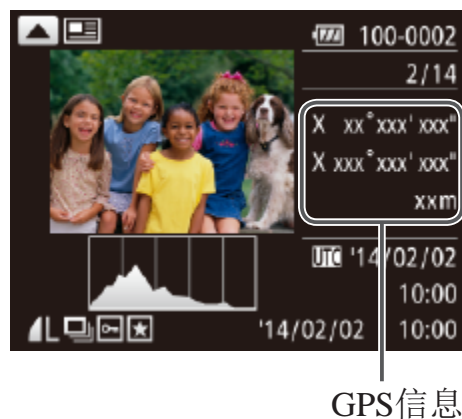 100-0002
2/14
X xx°xxx' xxx"
X xxx°xxx' xxx"
xxm
UTC '14/02/02
10:00
L '14/02/02 10:00
GPS信息